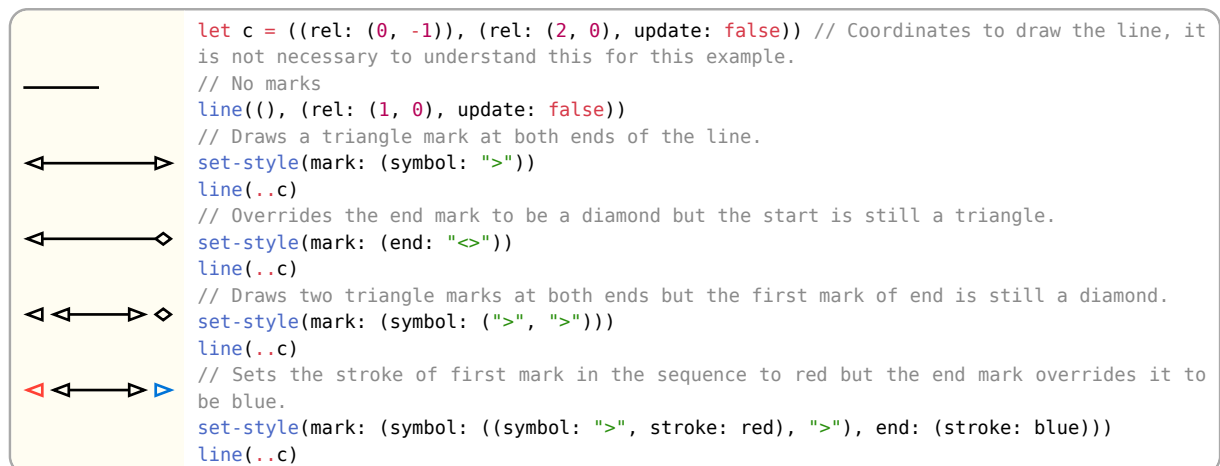 let c = ((rel: (0, -1)), (rel: (2, 0), update: false)) // Coordinates to draw the line, it
is not necessary to understand this for this example.
// No marks
line((), (rel: (1, 0), update: false))
// Draws a triangle mark at both ends of the line.
set-style(mark: (symbol: ">"))
line(..c)
// Overrides the end mark to be a diamond but the start is still a triangle.
set-style(mark: (end: "<>"))
line(..c)
// Draws two triangle marks at both ends but the first mark of end is still a diamond.
set-style(mark: (symbol: (">", ">")))
line(..c)
// Sets the stroke of first mark in the sequence to red but the end mark overrides it to
be blue.
set-style(mark: (symbol: ((symbol: ">", stroke: red), ">"), end: (stroke: blue)))
line(..c)